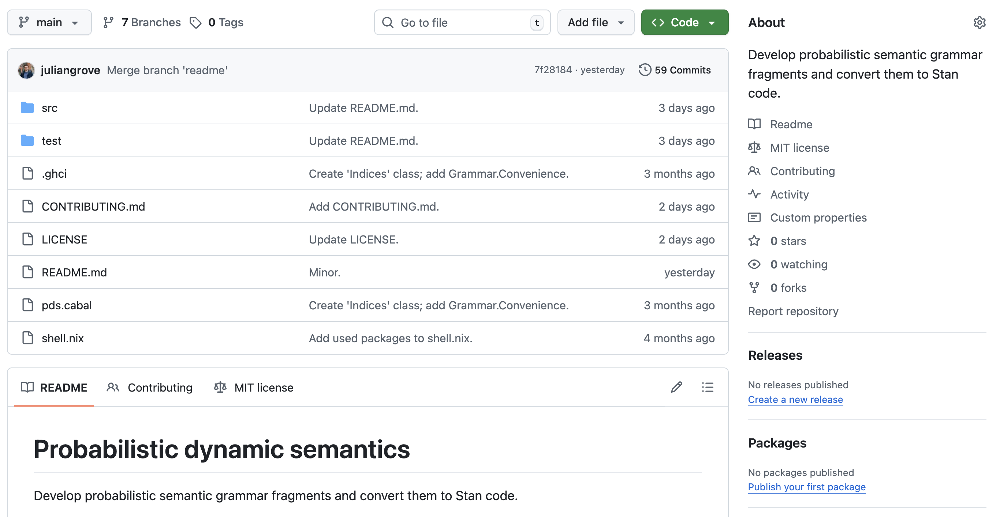 main
7 Branches
0 Tags
Go to file
t
Add file
Code
juliangrove Merge branch 'readme' 7f28184 · yesterday 59 Commits
src Update README.md. 3 days ago
test Update README.md. 3 days ago
.ghci Create 'Indices' class; add Grammar.Convenience. 3 months ago
CONTRIBUTING.md Add CONTRIBUTING.md. 2 days ago
LICENSE Update LICENSE. 2 days ago
README.md Minor. yesterday
pds.cabal Create 'Indices' class; add Grammar.Convenience. 3 months ago
shell.nix Add used packages to shell.nix. 4 months ago
README Contributing MIT license
Probabilistic dynamic semantics
Develop probabilistic semantic grammar fragments and convert them to Stan code.
About
Develop probabilistic semantic grammar
fragments and convert them to Stan
code.
Readme
MIT license
Contributing
Activity
Custom properties
0 stars
0 watching
0 forks
Report repository
Releases
No releases published
Create a new release
Packages
No packages published
Publish your first package